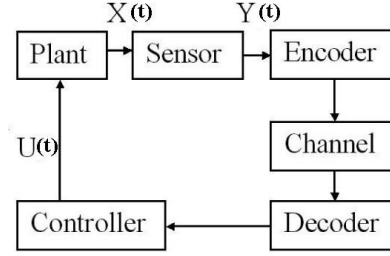 X(t) Y(t)
Plant Sensor Encoder
Channel
U(t)
Controller Decoder